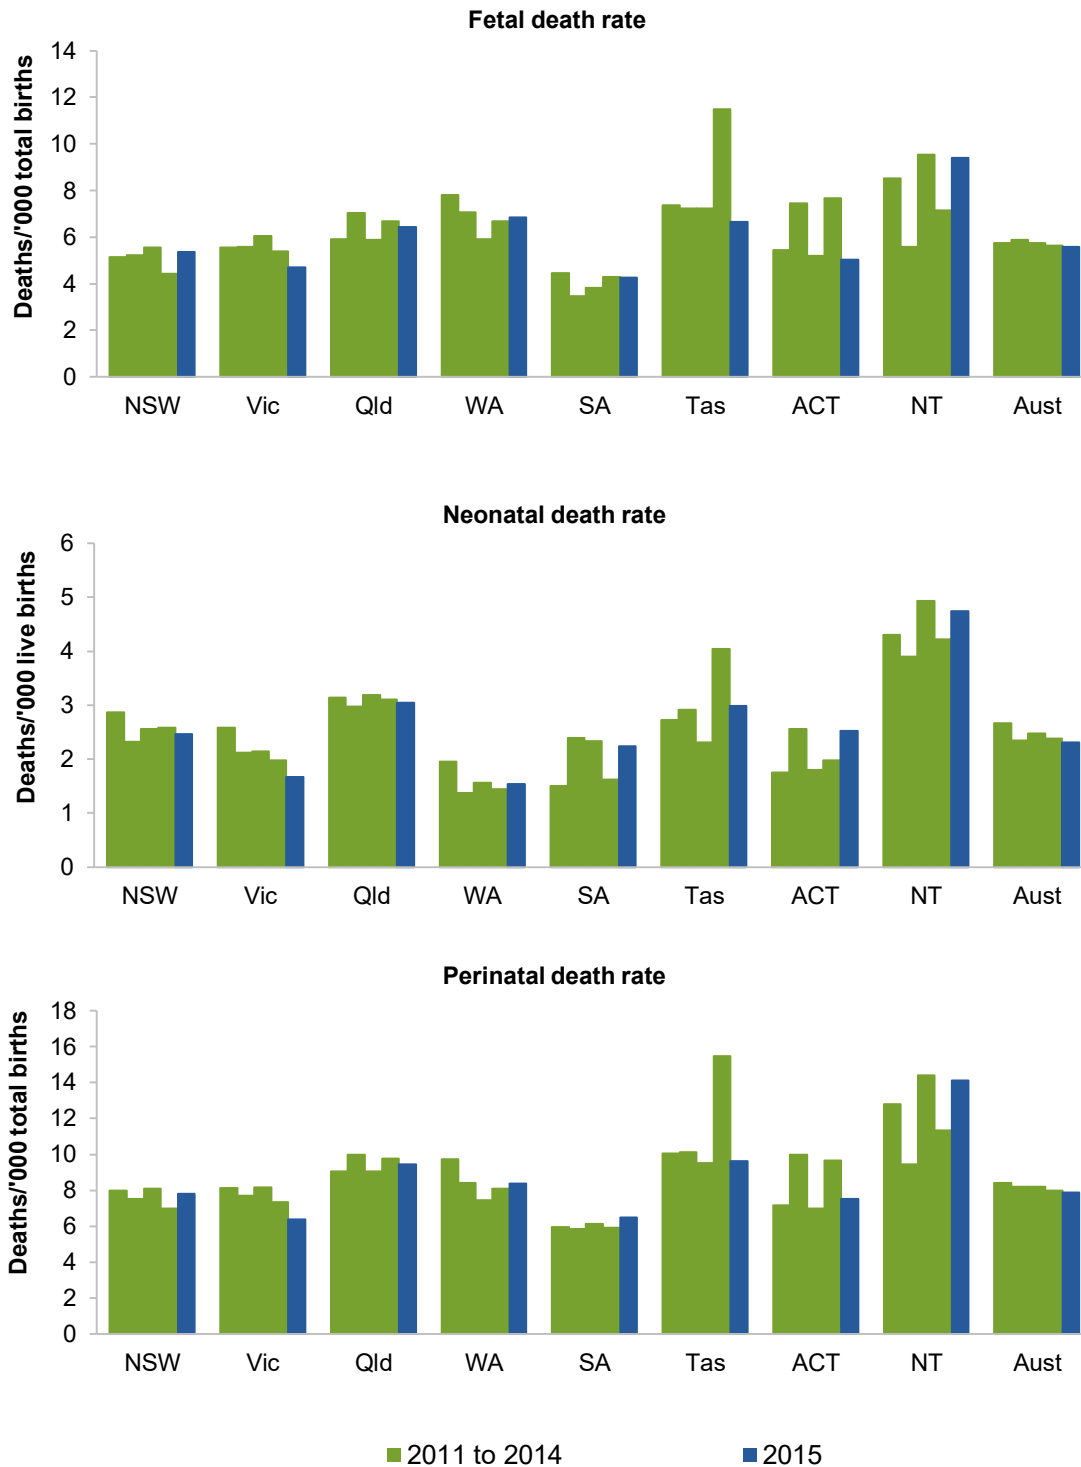 Fetal death rate
Deaths/'000 total births
14
12
10
8
6
4
2
0
NSW Vic Qld WA SA Tas ACT NT Aust
Neonatal death rate
Deaths/'000 live births
6
5
4
3
2
1
0
NSW Vic Qld WA SA Tas ACT NT Aust
Perinatal death rate
Deaths/'000 total births
18
16
14
12
10
8
6
4
2
0
NSW Vic Qld WA SA Tas ACT NT Aust
2011 to 2014 2015